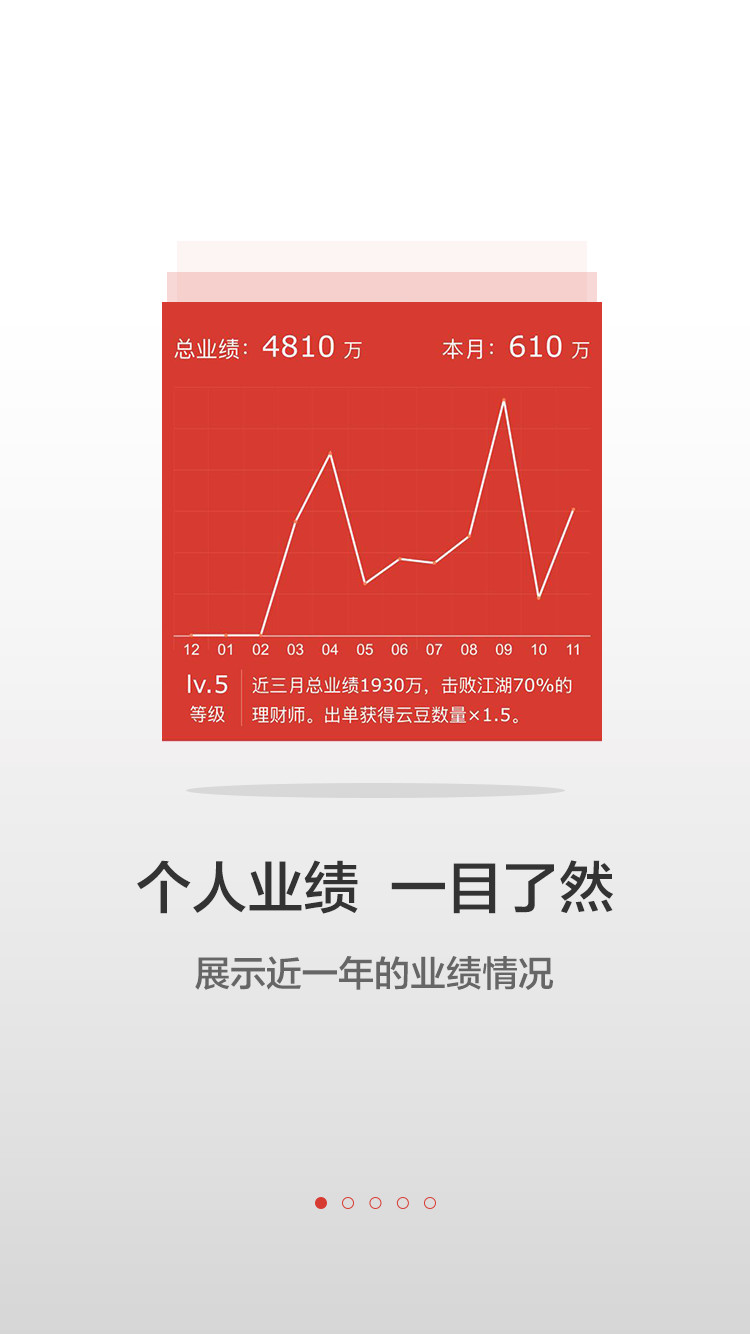 总业绩：4810 万 本月：610 万
12 01 02 03 04 05 06 07 08 09 10 11
lv.5
等级
近三月总业绩1930万，击败江湖70%的
理财师。出单获得云豆数量×1.5。
个人业绩 一目了然
展示近一年的业绩情况